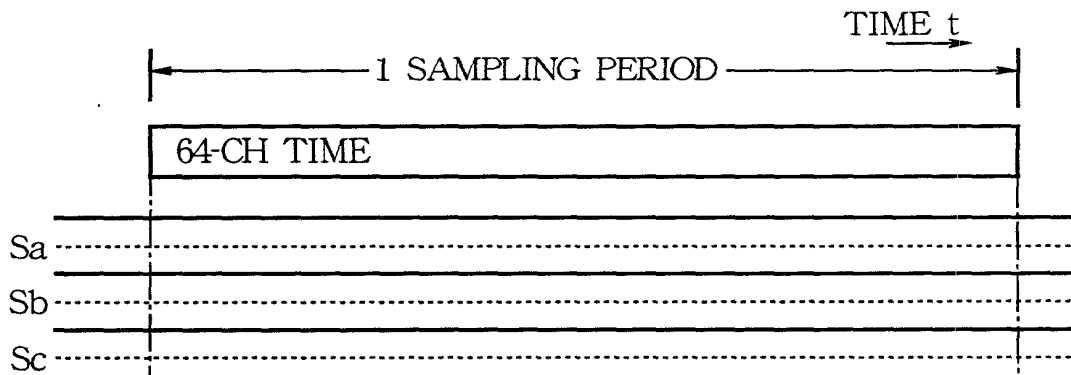 TIME t
1 SAMPLING PERIOD
64-CH TIME
Sa
Sb
Sc